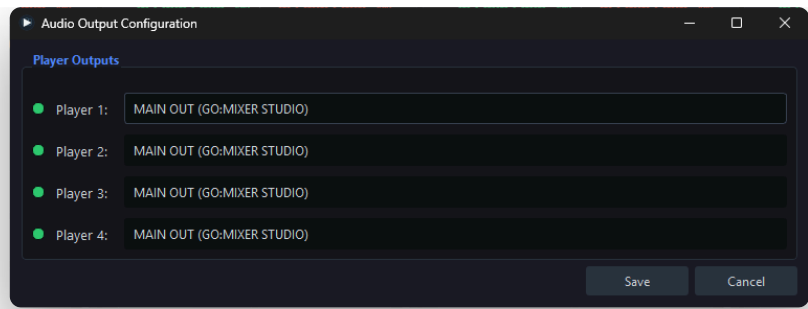 Audio Output Configuration
Player Outputs
Player 1: MAIN OUT (GO:MIXER STUDIO)
Player 2: MAIN OUT (GO:MIXER STUDIO)
Player 3: MAIN OUT (GO:MIXER STUDIO)
Player 4: MAIN OUT (GO:MIXER STUDIO)
Save Cancel